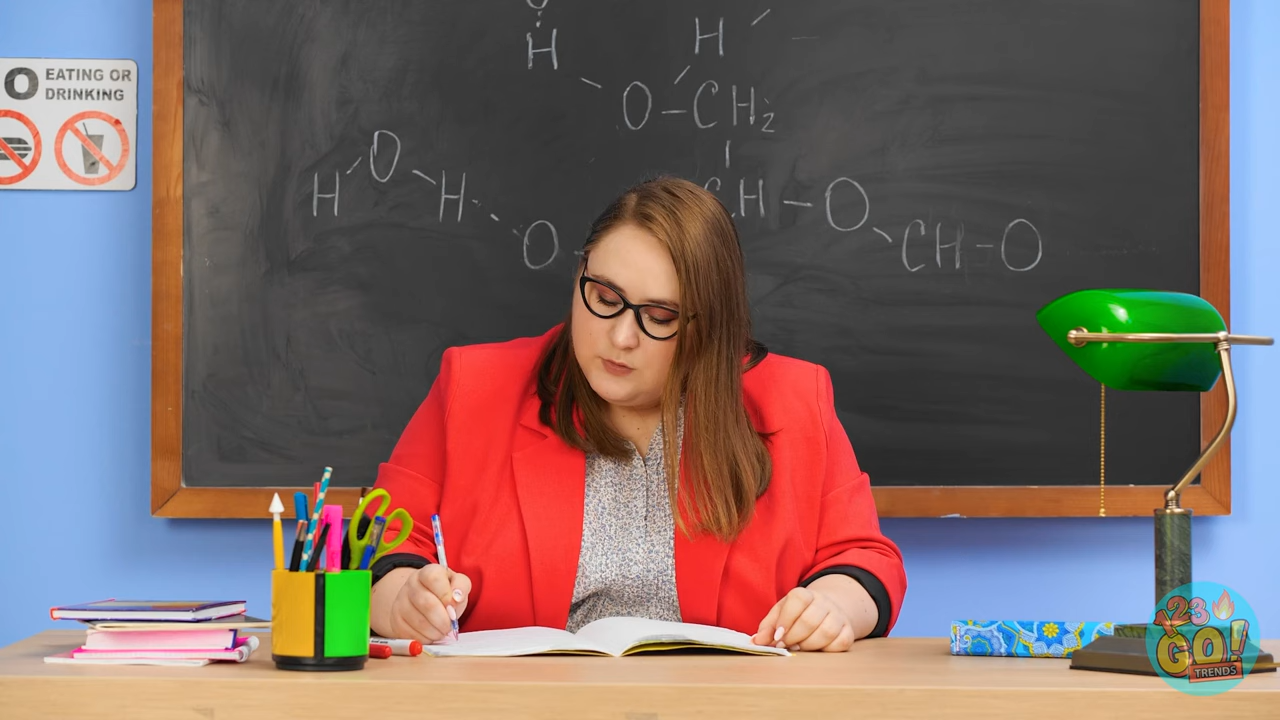 O EATING OR
DRINKING
O
H
H
O – CH2
O
H
H
CH – O
O
CH – O
123
GO!
TRENDS